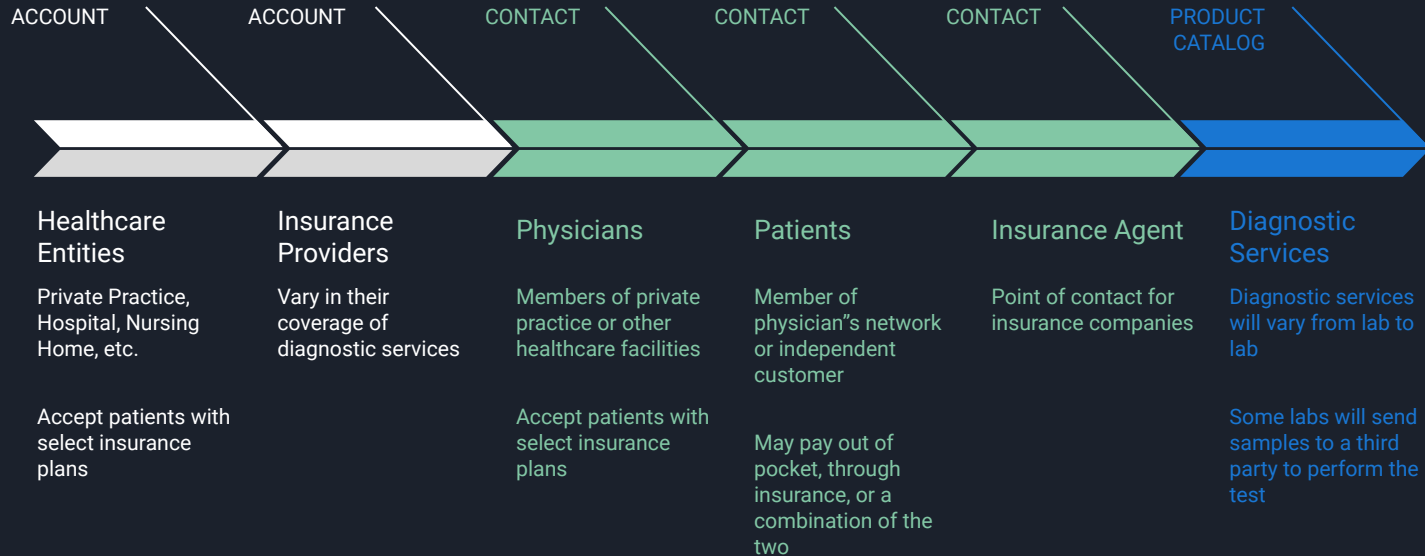 ACCOUNT
ACCOUNT
CONTACT
CONTACT
CONTACT
PRODUCT
CATALOG
Healthcare
Entities
Private Practice,
Hospital, Nursing
Home, etc.
Accept patients with
select insurance
plans
Insurance
Providers
Vary in their
coverage of
diagnostic services
Physicians
Members of private
practice or other
healthcare facilities
Accept patients with
select insurance
plans
Patients
Member of
physician"s network
or independent
customer
May pay out of
pocket, through
insurance, or a
combination of the
two
Insurance Agent
Point of contact for
insurance companies
Diagnostic
Services
Diagnostic services
will vary from lab to
lab
Some labs will send
samples to a third
party to perform the
test